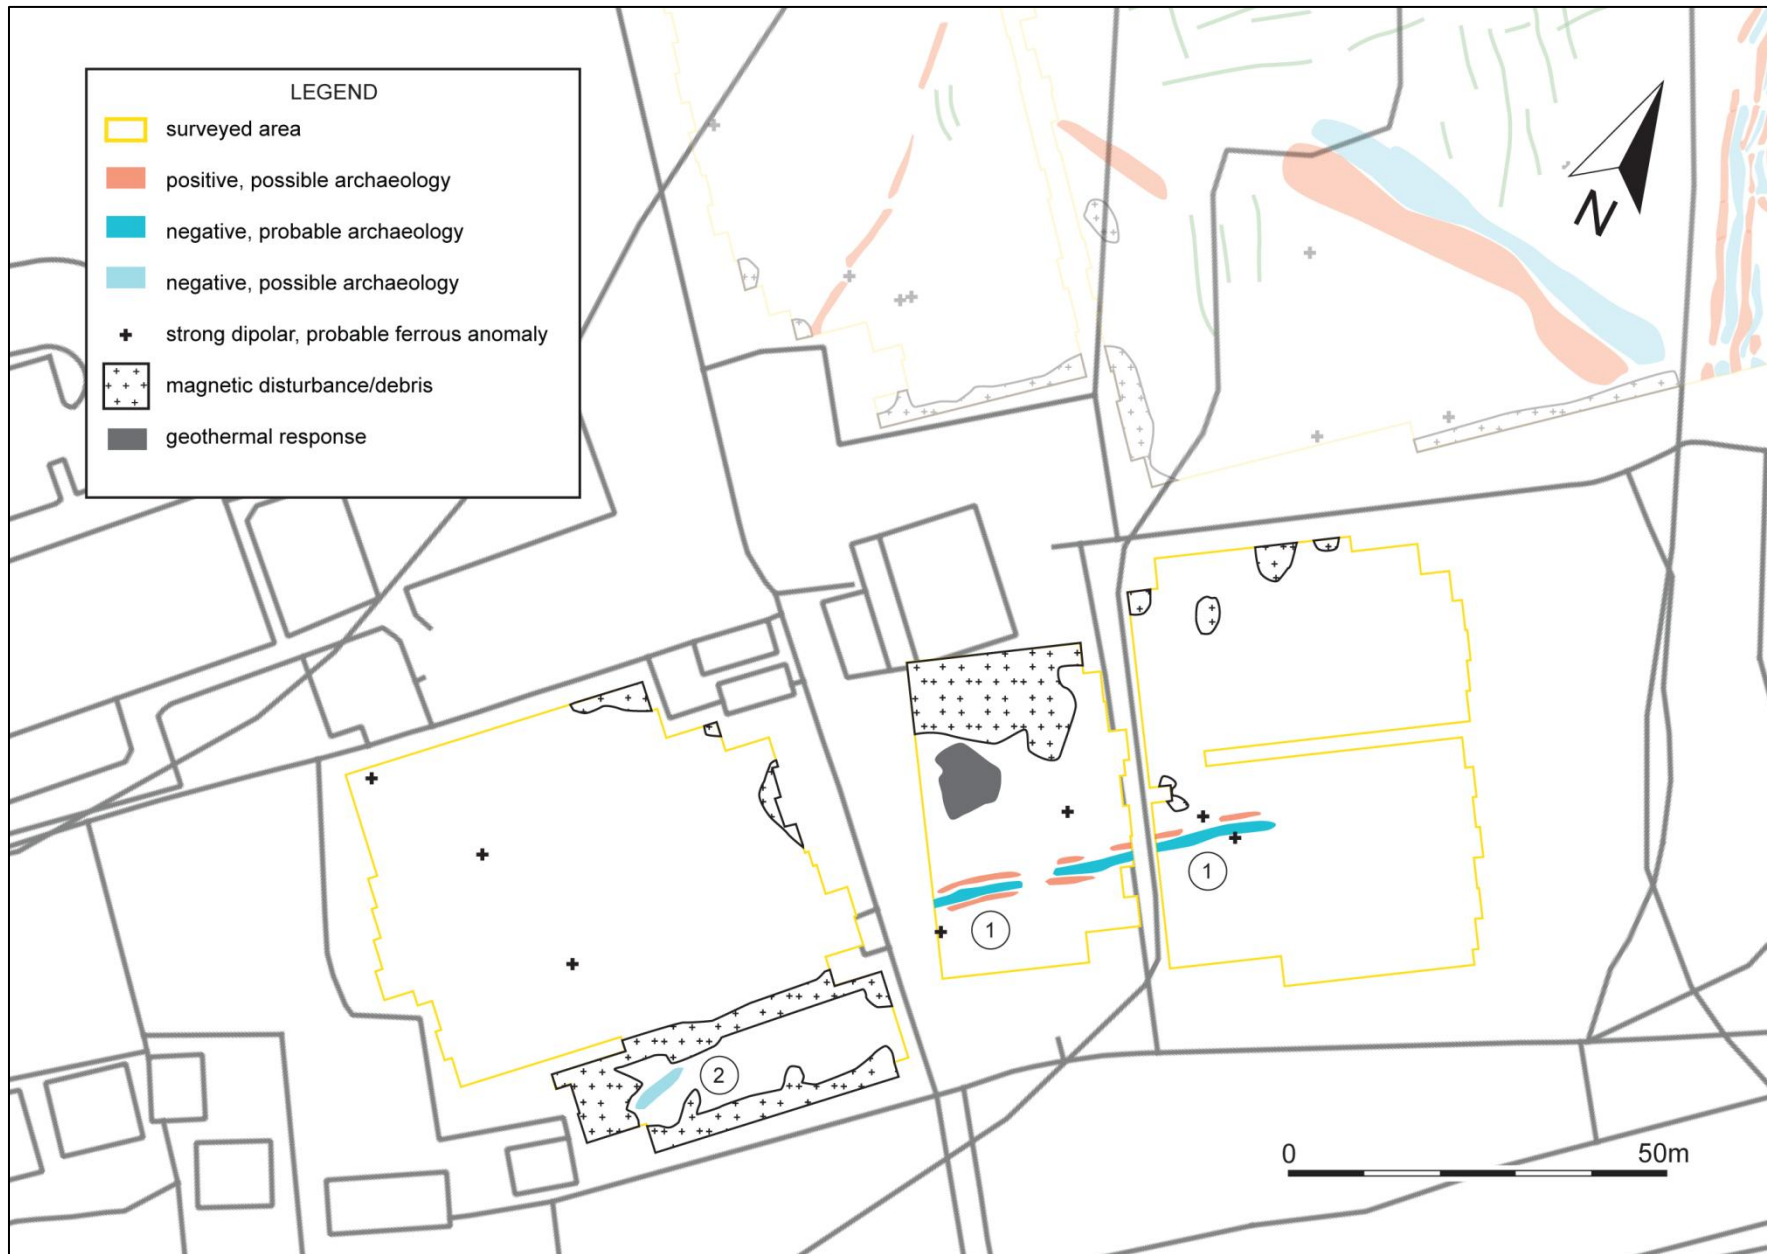 LEGEND
surveyed area
positive, possible archaeology
negative, probable archaeology
negative, possible archaeology
strong dipolar, probable ferrous anomaly
magnetic disturbance/debris
geothermal response
N
1
1
2
0 50m